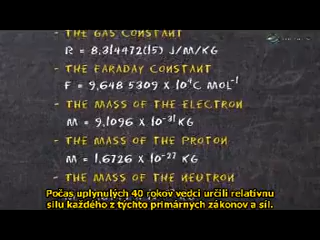 - THE GAS CONSTANT
R = 8,314472(15) J/M/KG
- THE FARADAY CONSTANT
F = 9,648 5309 × 10⁴C MOL⁻¹
- THE MASS OF THE ELECTRON
M = 9,1096 × 10⁻³¹ KG
- THE MASS OF THE PROTON
M = 1,6726 × 10⁻²⁷ KG
- THE MASS OF THE NEUTRON
Počas uplynulých 40 rokov vedci určili relatívnu
silu každého z týchto primárnych zákonov a síl.